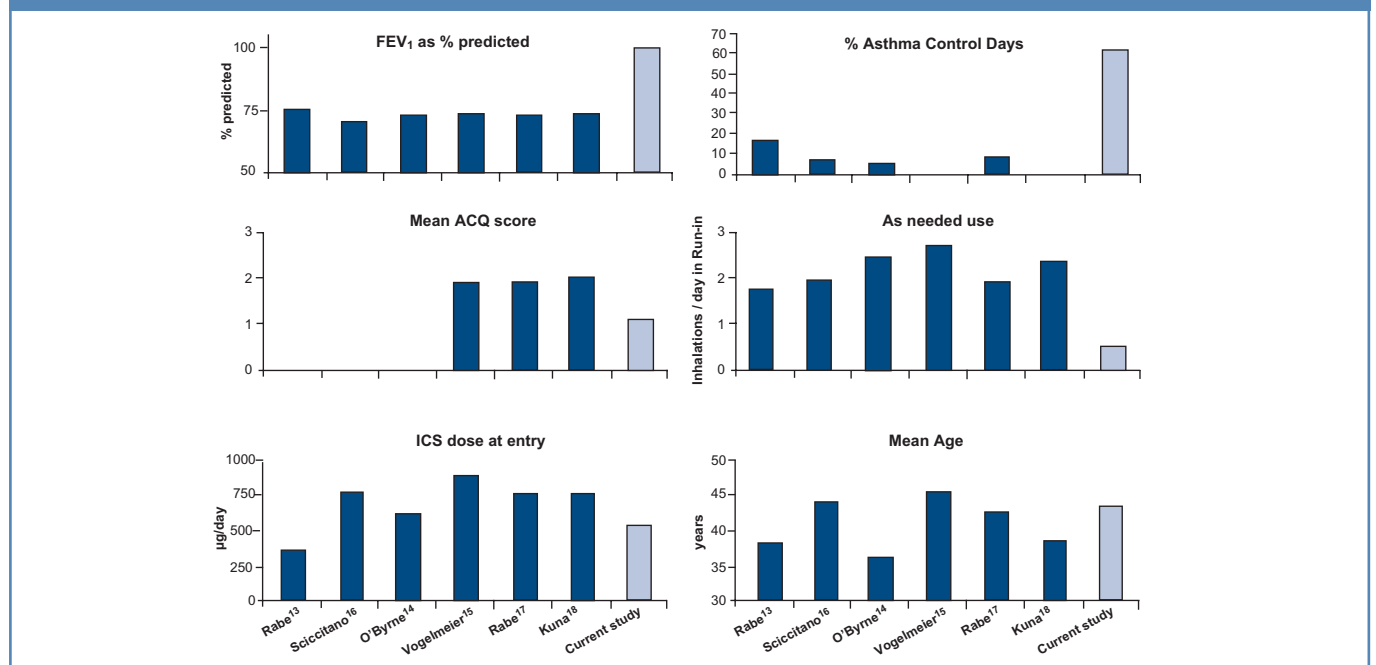 FEV₁ as % predicted
% predicted
100
75
50
% Asthma Control Days
70
60
50
40
30
20
10
0
Mean ACQ score
3
2
1
0
As needed use
Inhalations / day in Run-in
3
2
1
0
ICS dose at entry
µg/day
1000
750
500
250
0
Rabe¹³
Sciccitano¹⁶
O'Byrne¹⁴
Vogelmeier¹⁵
Rabe¹⁷
Kuna¹⁸
Current study
Mean Age
years
50
45
40
35
30
Rabe¹³
Sciccitano¹⁶
O'Byrne¹⁴
Vogelmeier¹⁵
Rabe¹⁷
Kuna¹⁸
Current study